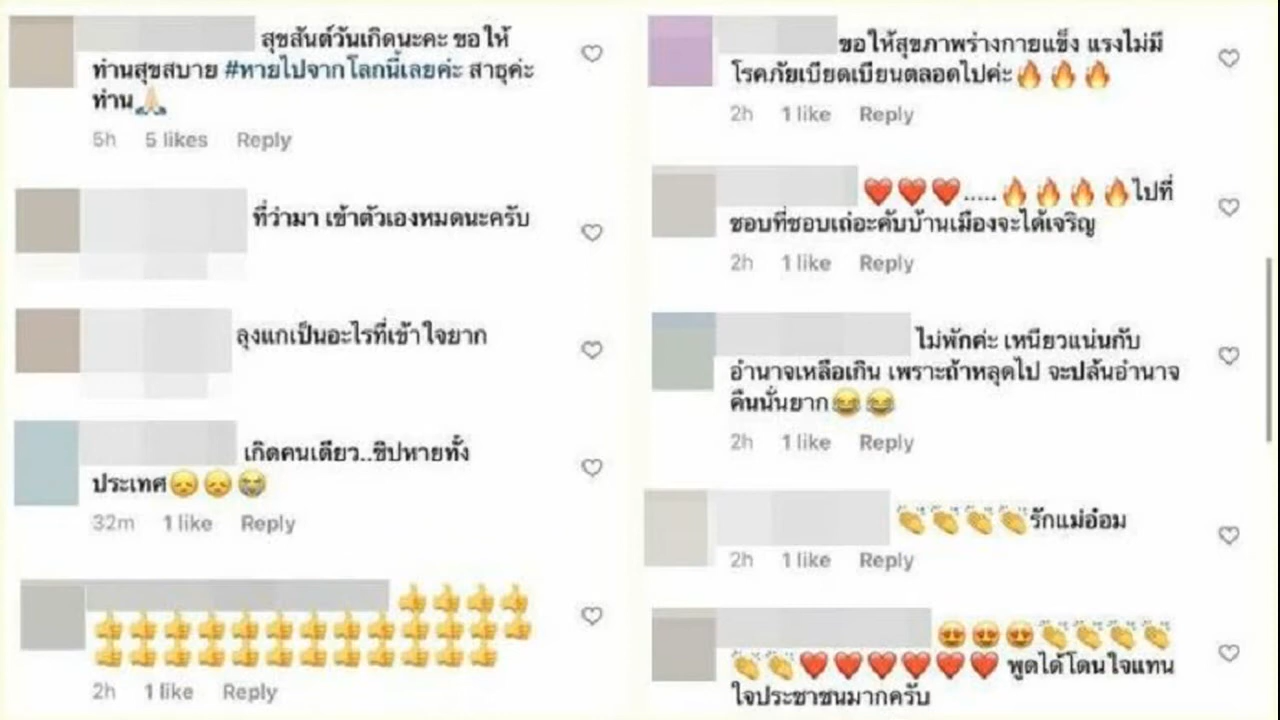 สุขสันต์วันเกิดนะคะ ขอให้
ท่านสุขสบาย #หายไปจากโลกนี้เลยค่ะ สาธุค่ะ
ท่าน🙏🏻
5h 5 likes Reply
ที่ว่ามา เข้าตัวเองหมดนะครับ
ลุงแกเป็นอะไรที่เข้าใจยาก
เกิดคนเดียว..ชิปหายทั้ง
ประเทศ😞😞😭
32m 1 like Reply
👍👍👍👍
👍👍👍👍👍👍👍👍👍👍👍👍👍
👍👍👍👍👍👍👍👍👍👍👍👍
2h 1 like Reply
ขอให้สุขภาพร่างกายแข็ง แรงไม่มี
โรคภัยเบียดเบียนตลอดไปค่ะ🔥🔥🔥
2h 1 like Reply
❤️❤️❤️.....🔥🔥🔥🔥ไปที่
ชอบที่ชอบเถ่อะคับบ้านเมืองจะได้เจริญ
2h 1 like Reply
ไม่พักค่ะ เหนียวแน่นกับ
อำนาจเหลือเกิน เพราะถ้าหลุดไป จะปล้นอำนาจ
คืนนั่นยาก😂😂
2h 1 like Reply
👏👏👏👏รักแม่อ๋อม
2h 1 like Reply
😍😍😍👏👏👏👏
👏👏❤️❤️❤️❤️❤️❤️ พูดได้โดนใจแทน
ใจประชาชนมากครับ